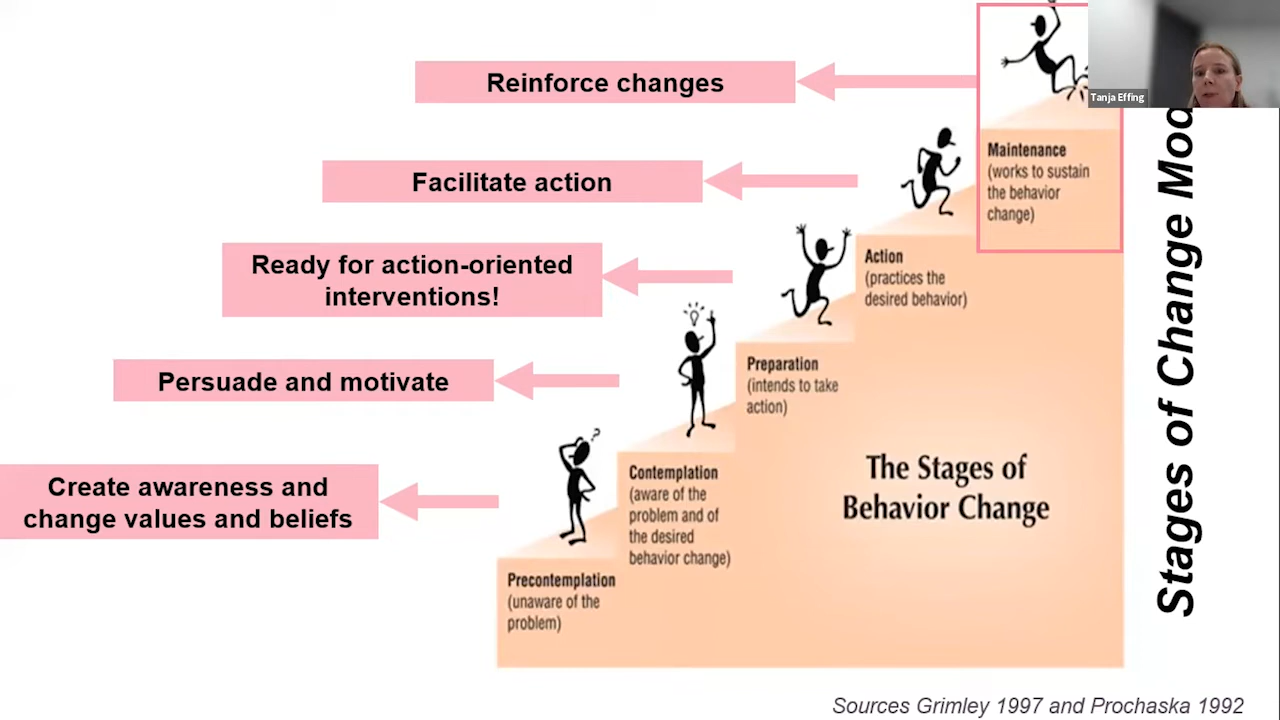 Reinforce changes
Tanja Effing
Maintenance
(works to sustain
the behavior
change)
Facilitate action
Action
(practices the
desired behavior)
Ready for action-oriented
interventions!
Preparation
(intends to take
action)
Persuade and motivate
Contemplation
(aware of the
problem and of
the desired
behavior change)
Create awareness and
change values and beliefs
?
Precontemplation
(unaware of the
problem)
The Stages of
Behavior Change
Stages of Change Mod
Sources Grimley 1997 and Prochaska 1992